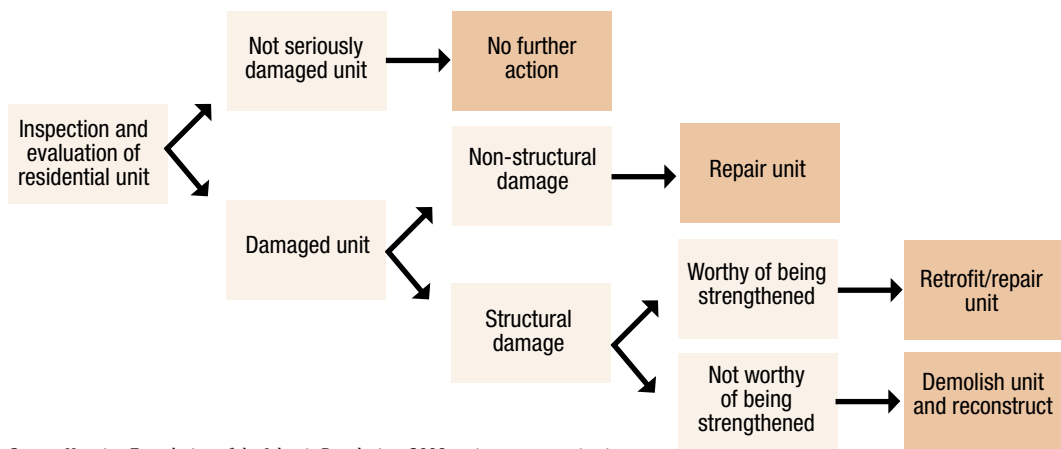 Not seriously
damaged unit
No further
action
Inspection and
evaluation of
residential unit
Non-structural
damage
Repair unit
Damaged unit
Worthy of being
strengthened
Retrofit/repair
unit
Structural
damage
Not worthy
of being
strengthened
Demolish unit
and reconstruct